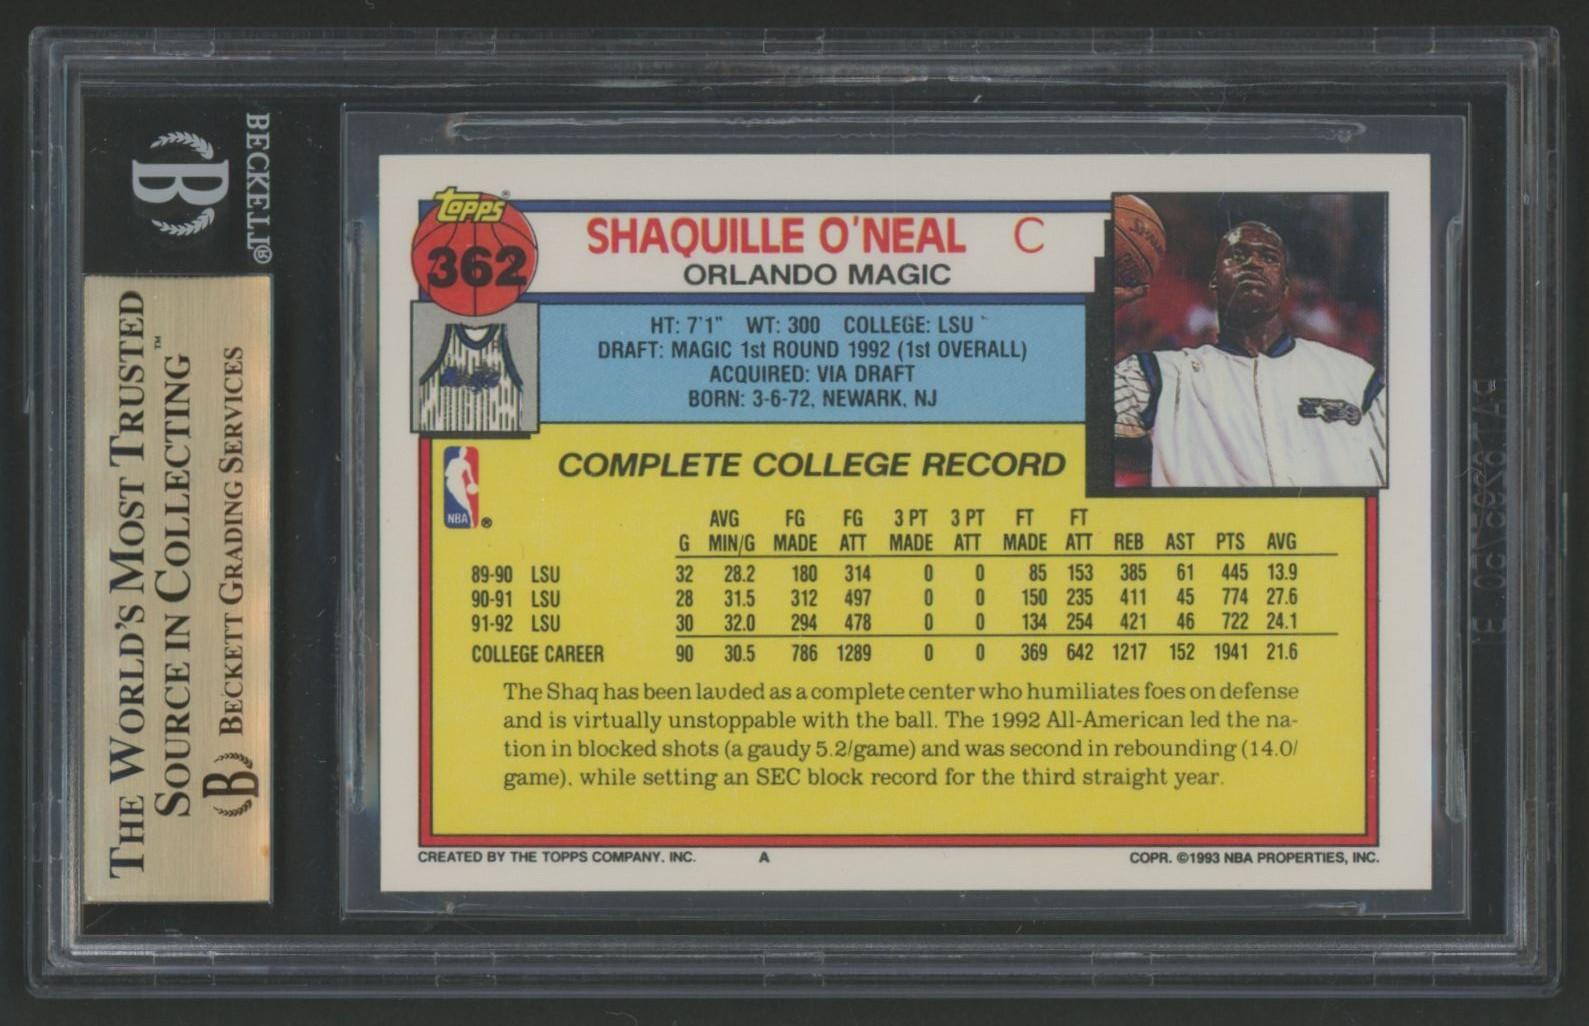 BECKETT®
B
THE WORLD'S MOST TRUSTED
SOURCE IN COLLECTING™
B BECKETT GRADING SERVICES
topps®
362
SHAQUILLE O'NEAL C
ORLANDO MAGIC
HT: 7'1" WT: 300 COLLEGE: LSU
DRAFT: MAGIC 1st ROUND 1992 (1st OVERALL)
ACQUIRED: VIA DRAFT
BORN: 3-6-72, NEWARK, NJ
NBA ®
COMPLETE COLLEGE RECORD
AVG FG FG 3 PT 3 PT FT FT
G MIN/G MADE ATT MADE ATT MADE ATT REB AST PTS AVG
89-90 LSU 32 28.2 180 314 0 0 85 153 385 61 445 13.9
90-91 LSU 28 31.5 312 497 0 0 150 235 411 45 774 27.6
91-92 LSU 30 32.0 294 478 0 0 134 254 421 46 722 24.1
COLLEGE CAREER 90 30.5 786 1289 0 0 369 642 1217 152 1941 21.6
The Shaq has been lauded as a complete center who humiliates foes on defense
and is virtually unstoppable with the ball. The 1992 All-American led the na-
tion in blocked shots (a gaudy 5.2/game) and was second in rebounding (14.0/
game), while setting an SEC block record for the third straight year.
CREATED BY THE TOPPS COMPANY, INC. A COPR. ©1993 NBA PROPERTIES, INC.